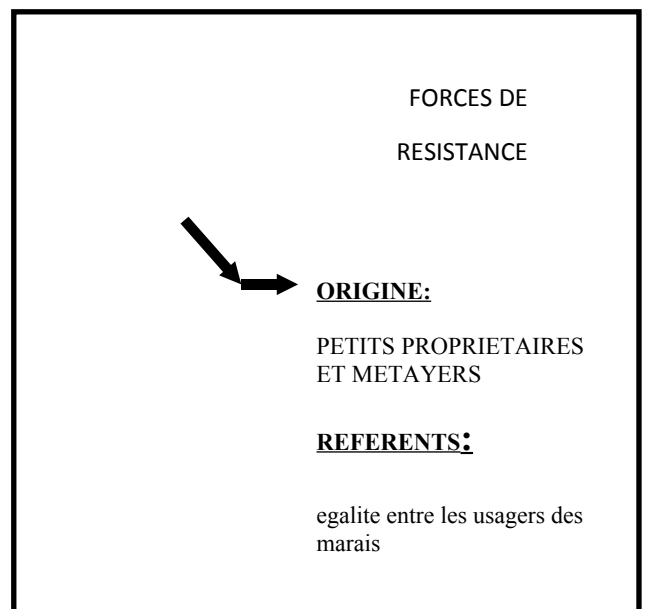 FORCES DE
RESISTANCE
ORIGINE:
PETITS PROPRIETAIRES
ET METAYERS
REFERENTS:
egalite entre les usagers des
marais